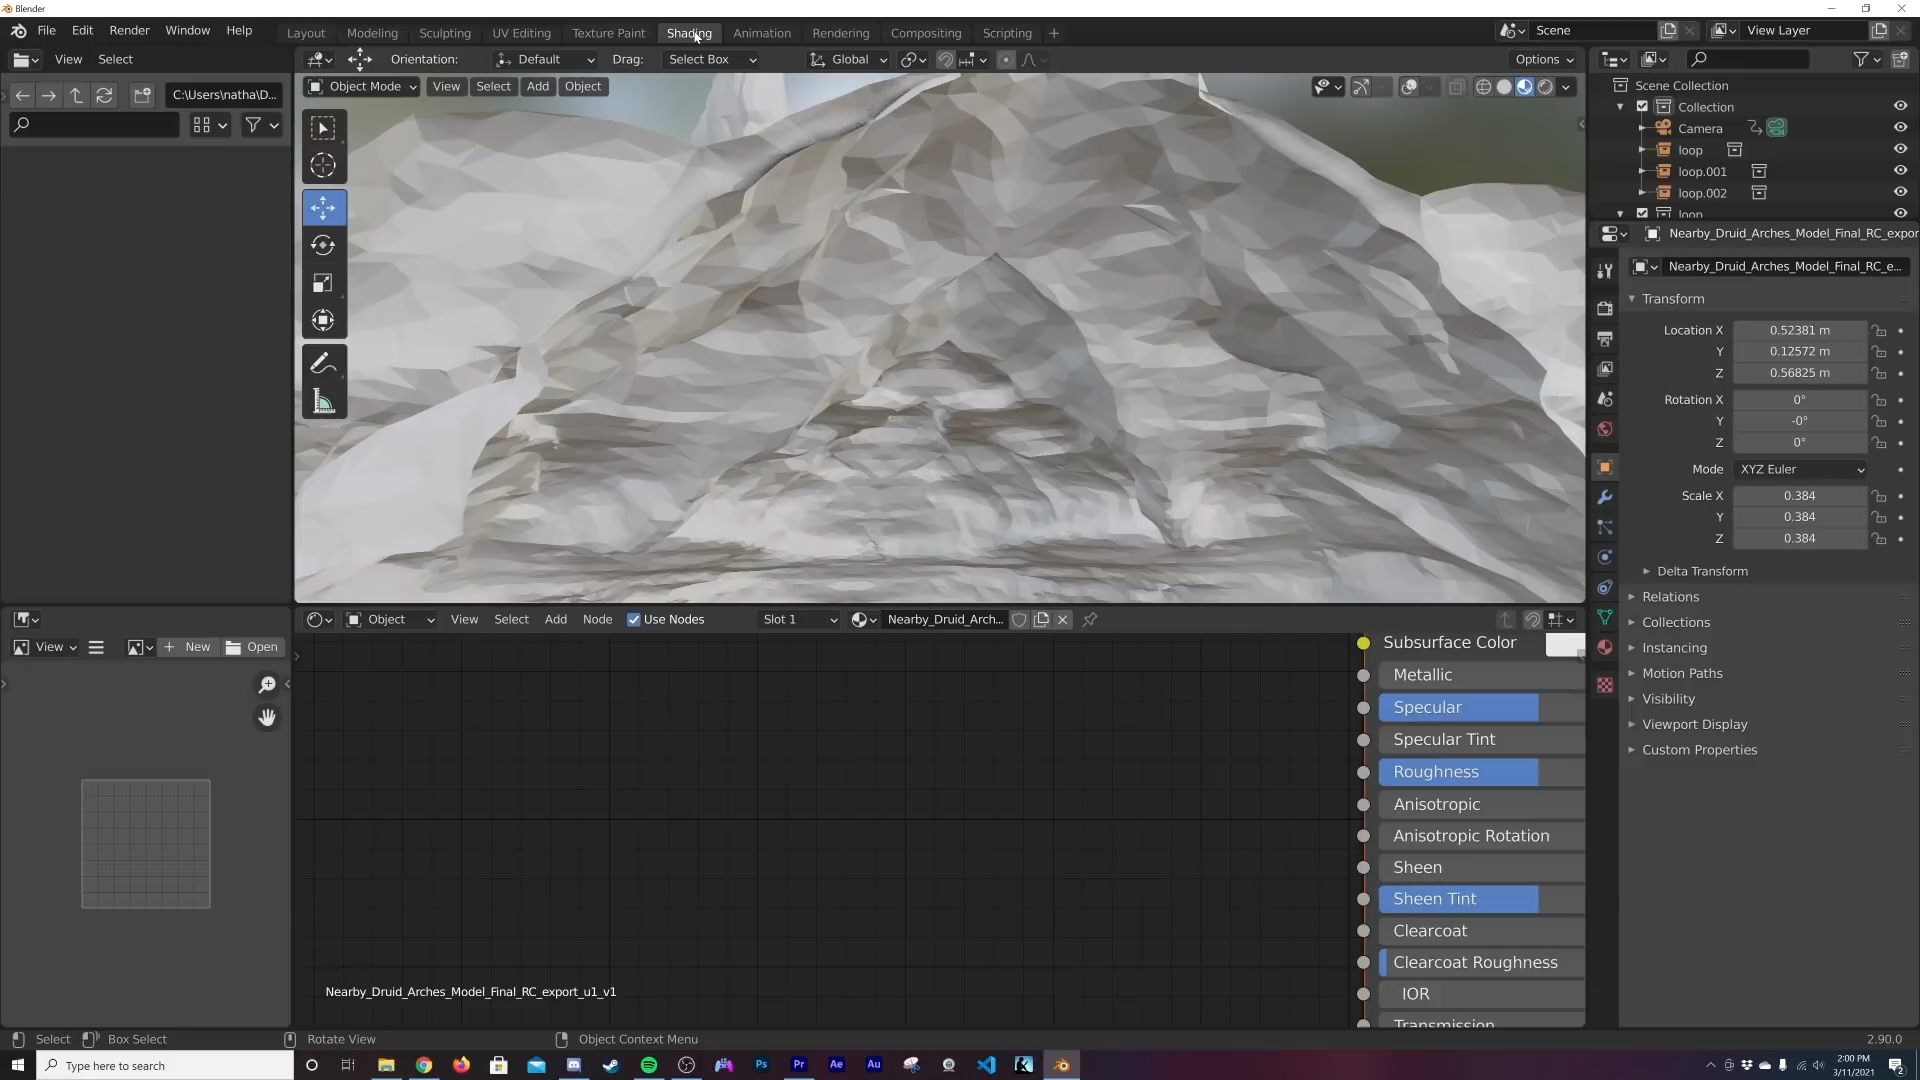 Blender
File Edit Render Window Help Layout Modeling Sculpting UV Editing Texture Paint Shading Animation Rendering Compositing Scripting + Scene View Layer
View Select Orientation: Default Drag: Select Box Global Options
C:\Users\natha\D...
Object Mode View Select Add Object
Scene Collection
Collection
Camera
loop
loop.001
loop.002
loop
Nearby_Druid_Arches_Model_Final_RC_expor
Nearby_Druid_Arches_Model_Final_RC_e...
Transform
Location X 0.52381 m
Y 0.12572 m
Z 0.56825 m
Rotation X 0°
Y -0°
Z 0°
Mode XYZ Euler
Scale X 0.384
Y 0.384
Z 0.384
Delta Transform
Relations
Collections
Instancing
Motion Paths
Visibility
Viewport Display
Custom Properties
Object View Select Add Node Use Nodes Slot 1 Nearby_Druid_Arch...
View New Open
Subsurface Color
Metallic
Specular
Specular Tint
Roughness
Anisotropic
Anisotropic Rotation
Sheen
Sheen Tint
Clearcoat
Clearcoat Roughness
IOR
Transmission
Nearby_Druid_Arches_Model_Final_RC_export_u1_v1
Select Box Select Rotate View Object Context Menu 2.90.0
Type here to search
Ps Pr Ae Au
2:00 PM
3/11/2021